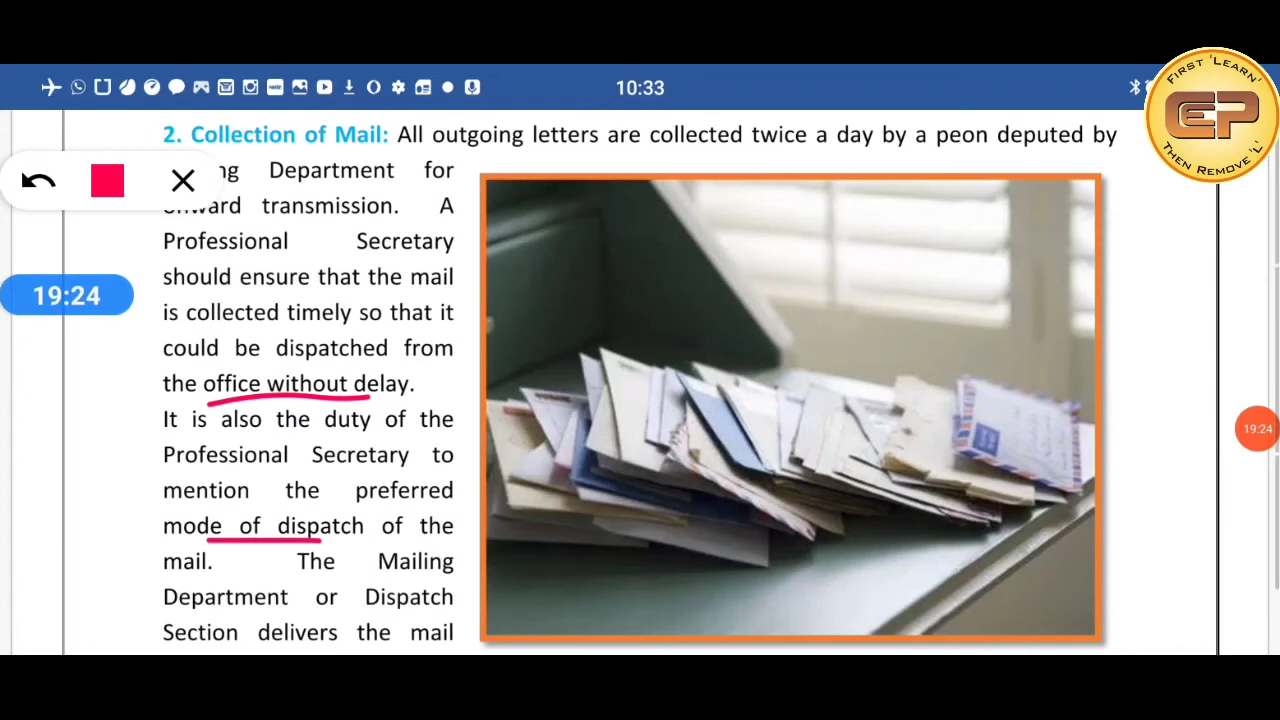 10:33
FIRST 'LEARN'
EP
THEN REMOVE 'L'
2. Collection of Mail: All outgoing letters are collected twice a day by a peon deputed by
Department for
transmission. A
Professional Secretary
should ensure that the mail
is collected timely so that it
19:24
could be dispatched from
the office without delay.
It is also the duty of the
19:24
Professional Secretary to
mention the preferred
mode of dispatch of the
mail. The Mailing
Department or Dispatch
Section delivers the mail